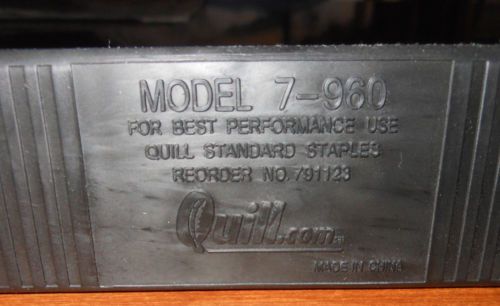 MODEL 7-960
FOR BEST PERFORMANCE USE
QUILL STANDARD STAPLES
REORDER NO. 791123
Quill.com
MADE IN CHINA